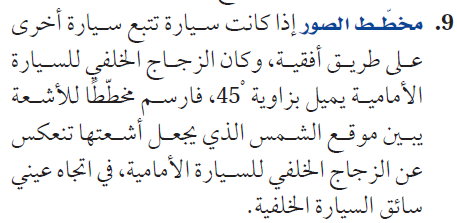 9. مخطّط الصور إذا كانت سيارة تتبع سيارة أخرى
على طريق أفقية، وكان الزجاج الخلفي للسيارة
الأمامية يميل بزاوية 45°، فارسم مخططًا للأشعة
يبين موقع الشمس الذي يجعل أشعتها تنعكس
عن الزجاج الخلفي للسيارة الأمامية، في اتجاه عيني
سائق السيارة الخلفية.